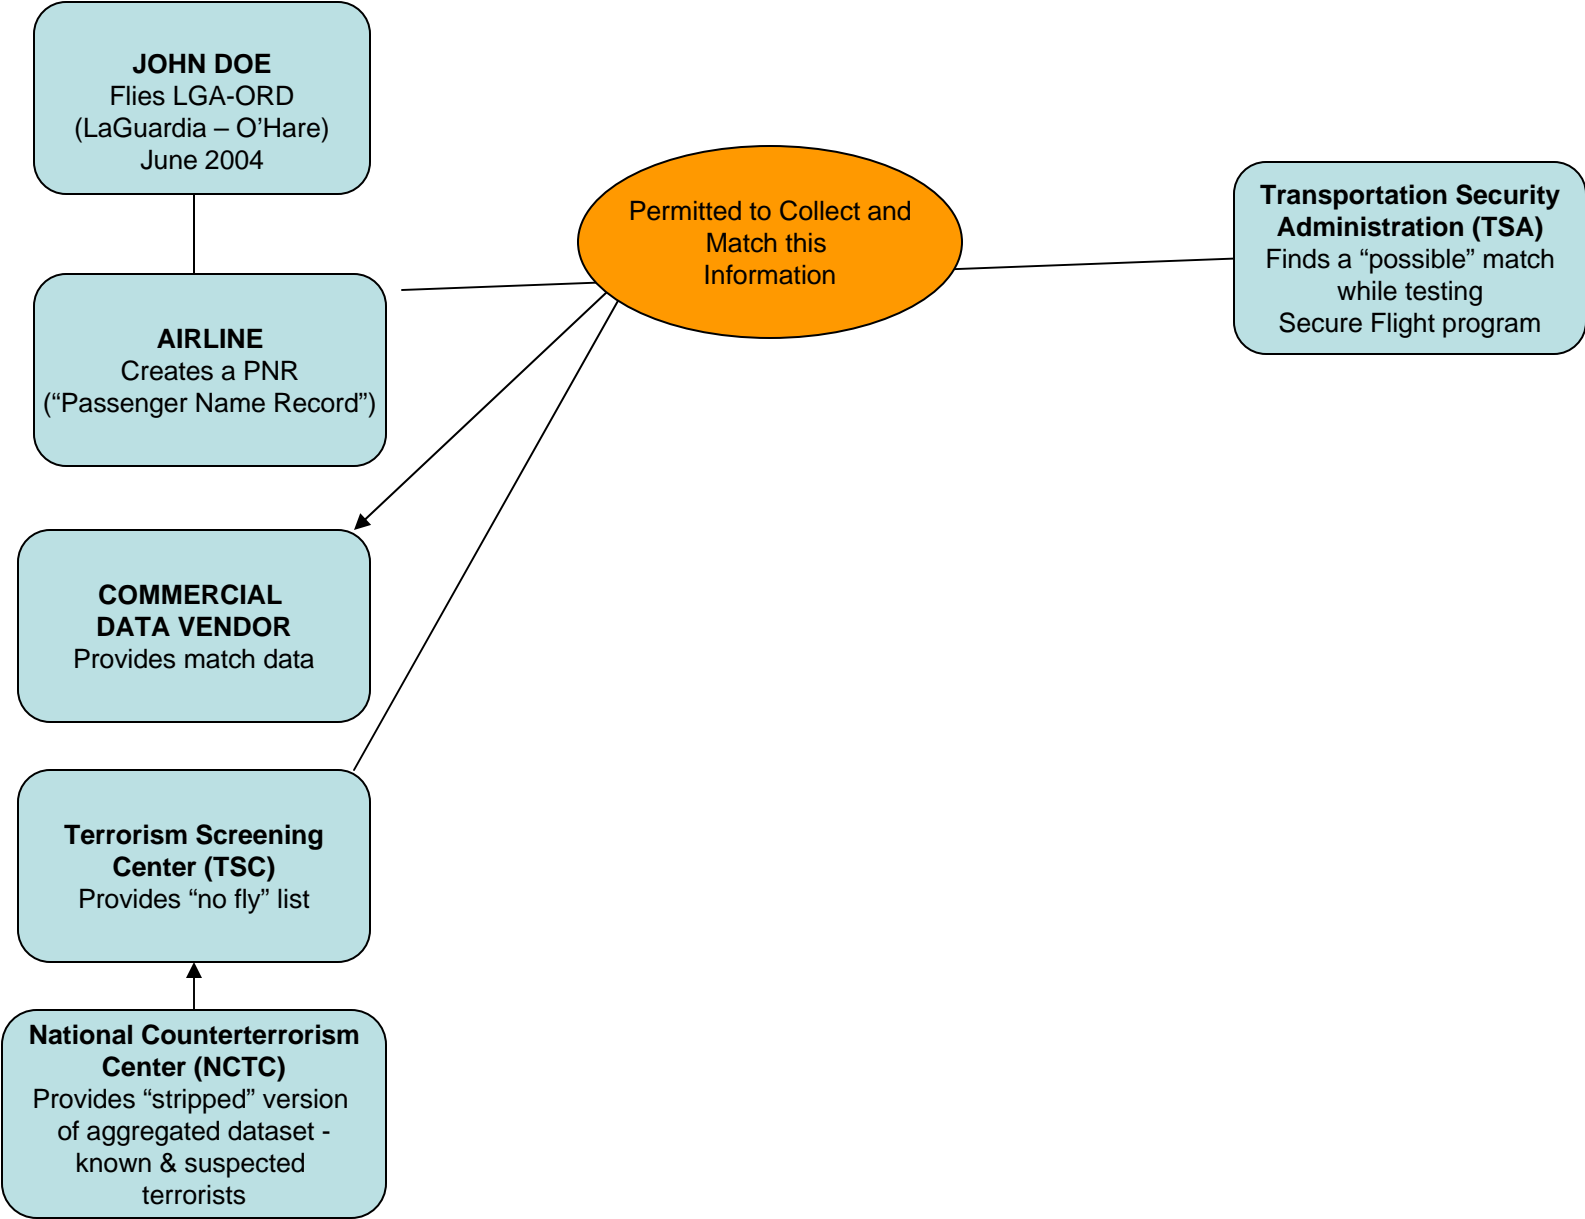 JOHN DOE
Flies LGA-ORD
(LaGuardia – O’Hare)
June 2004
Permitted to Collect and
Match this
Information
Transportation Security
Administration (TSA)
Finds a “possible” match
while testing
Secure Flight program
AIRLINE
Creates a PNR
(“Passenger Name Record”)
COMMERCIAL
DATA VENDOR
Provides match data
Terrorism Screening
Center (TSC)
Provides “no fly” list
National Counterterrorism
Center (NCTC)
Provides “stripped” version
of aggregated dataset -
known & suspected
terrorists